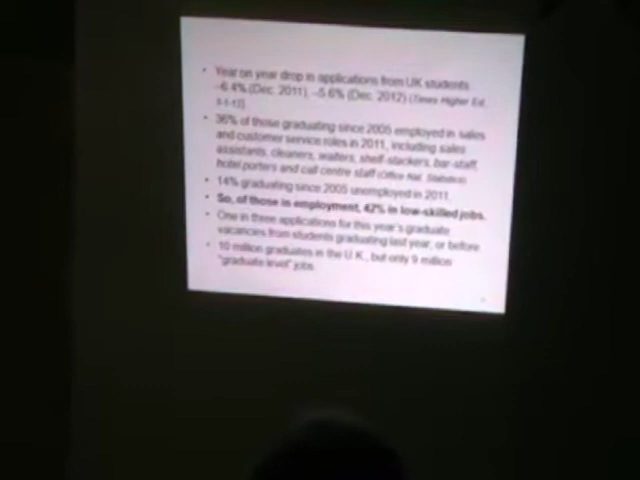 • Year on year drop in applications from UK students
-6.4% (Dec. 2011), -5.6% (Dec. 2012) (Times Higher Ed.,
• 36% of those graduating since 2005 employed in sales
and customer service roles in 2011, including sales
assistants, cleaners, waiters, shelf-stackers, bar-staff,
hotel porters and call centre staff (Office Nat. Statistics)
• 14% graduating since 2005 unemployed in 2011.
• So, of those in employment, 42% in low-skilled jobs.
• One in three applications for this year's graduate
vacancies from students graduating last year, or before
• 10 million graduates in the U.K., but only 9 million
"graduate level" jobs.